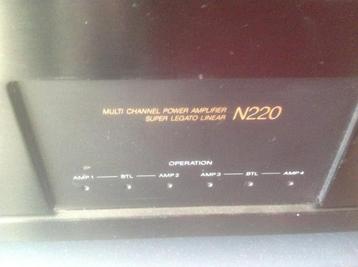 MULTI CHANNEL POWER AMPLIFIER
SUPER LEGATO LINEAR N220
OPERATION
AMP 1 BTL AMP 2 AMP 3 BTL AMP 4